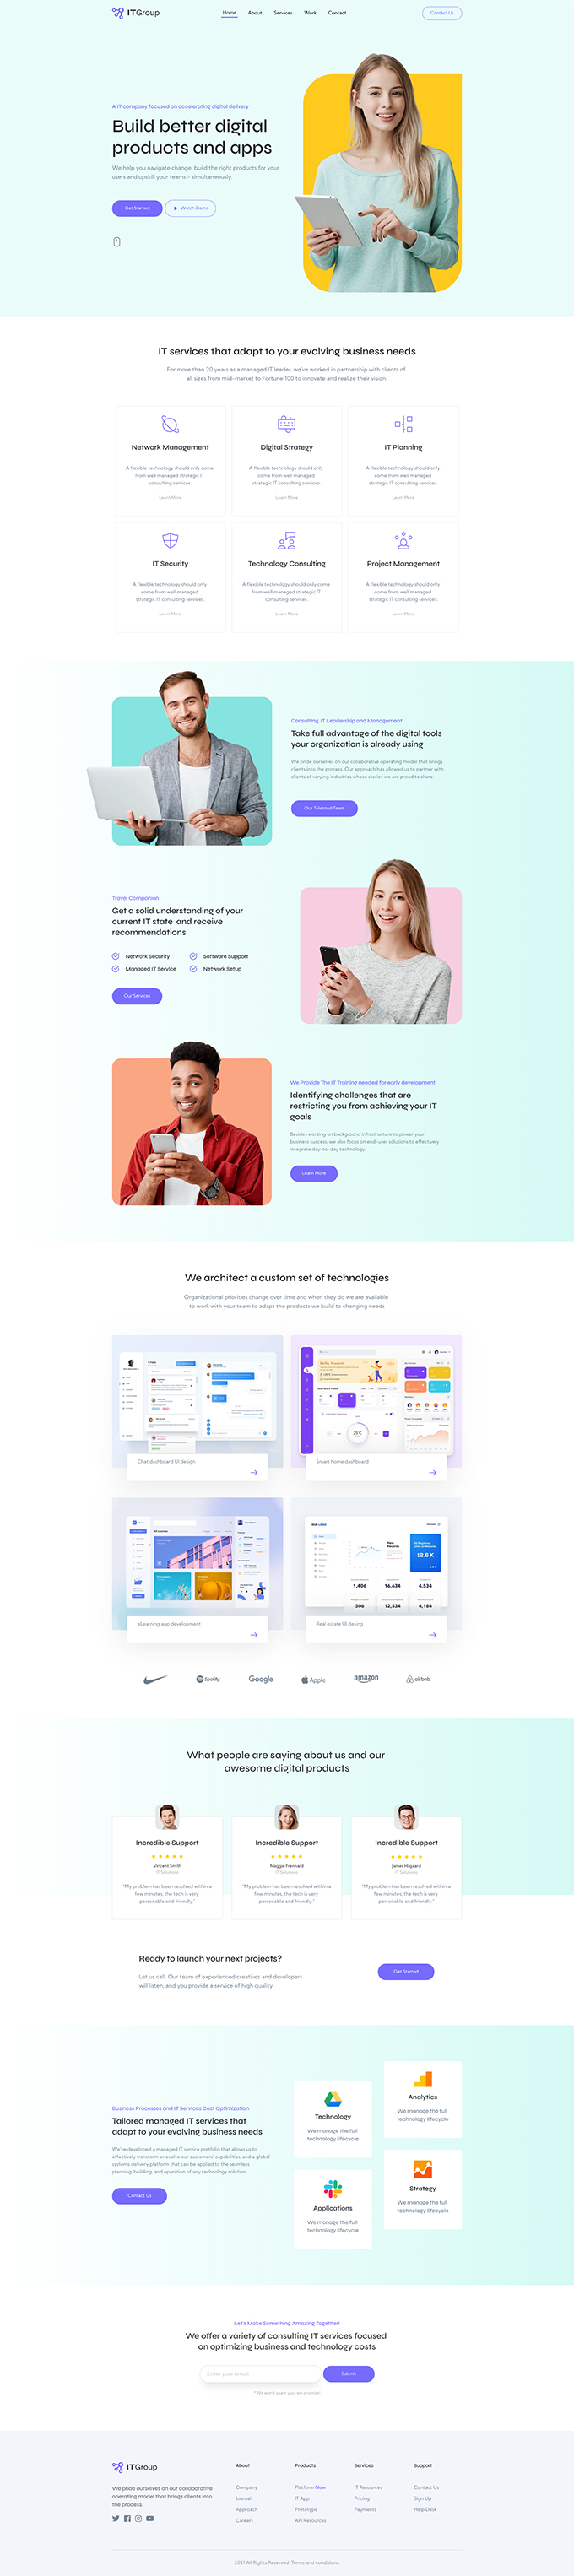 ITGroup
Home About Services Work Contact
Contact Us
A IT company focused on accelerating digital delivery
Build better digital
products and apps
We help you navigate change, build the right products for your
users and upskill your teams – simultaneously.
Get Started
Watch Demo
IT services that adapt to your evolving business needs
For more than 20 years as a managed IT leader, we've worked in partnership with clients of
all sizes from mid-market to Fortune 100 to innovate and realize their vision.
Network Management
A flexible technology should only come
from well managed strategic IT
consulting services.
Learn More
Digital Strategy
A flexible technology should only
come from well managed
strategic IT consulting services.
Learn More
IT Planning
A flexible technology should only
come from well managed
strategic IT consulting services.
Learn More
IT Security
A flexible technology should only
come from well managed
strategic IT consulting services.
Learn More
Technology Consulting
A flexible technology should only come
from well managed strategic IT
consulting services.
Learn More
Project Management
A flexible technology should only
come from well managed
strategic IT consulting services.
Learn More
Consulting, IT Leadership and Management
Take full advantage of the digital tools
your organization is already using
We pride ourselves on our collaborative operating model that brings
clients into the process. Our approach has allowed us to partner with
clients of varying industries whose stories we are proud to share.
Our Talented Team
Travel Companion
Get a solid understanding of your
current IT state and receive
recommendations
Network Security
Software Support
Managed IT Service
Network Setup
Our Services
We Provide The IT Training needed for early development
Identifying challenges that are
restricting you from achieving your IT
goals
Besides working on background infrastructure to power your
business success, we also focus on end-user solutions to effectively
integrate day-to-day technology.
Learn More
We architect a custom set of technologies
Organizational priorities change over time and when they do we are available
to work with your team to adapt the products we build to changing needs
Chat dashboard UI design
Smart home dashboard
12.6 K
1,406 16,634 4,534
506 12,534 4,184
eLearning app development
Real estate UI desing
Spotify
Google
Apple
amazon
airbnb
What people are saying about us and our
awesome digital products
Incredible Support
Vincent Smith
IT Solutions
"My problem has been resolved within a
few minutes, the tech is very
personable and friendly."
Incredible Support
Maggie Frennard
IT Solutions
"My problem has been resolved within a
few minutes, the tech is very
personable and friendly."
Incredible Support
James Hilgaard
IT Solutions
"My problem has been resolved within a
few minutes, the tech is very
personable and friendly."
Ready to launch your next projects?
Let us call. Our team of experienced creatives and developers
will listen, and you provide a service of high quality.
Get Started
Business Processes and IT Services Cost Optimization
Tailored managed IT services that
adapt to your evolving business needs
We've developed a managed IT service portfolio that allows us to
effectively transform or evolve our customers' capabilities, and a global
systems delivery platform that can be applied to the seamless
planning, building, and operation of any technology solution.
Contact Us
Technology
We manage the full
technology lifecycle
Analytics
We manage the full
technology lifecycle
Applications
We manage the full
technology lifecycle
Strategy
We manage the full
technology lifecycle
Let's Make Something Amazing Together!
We offer a variety of consulting IT services focused
on optimizing business and technology costs
Enter your email
Submit
*We won't spam you, we promise!
ITGroup
We pride ourselves on our collaborative
operating model that brings clients into
the process.
About
Company
Journal
Approach
Careers
Products
Platform New
IT App
Prototype
API Resources
Services
IT Resources
Pricing
Payments
Support
Contact Us
Sign Up
Help Desk
2021 All Rights Reserved. Terms and conditions